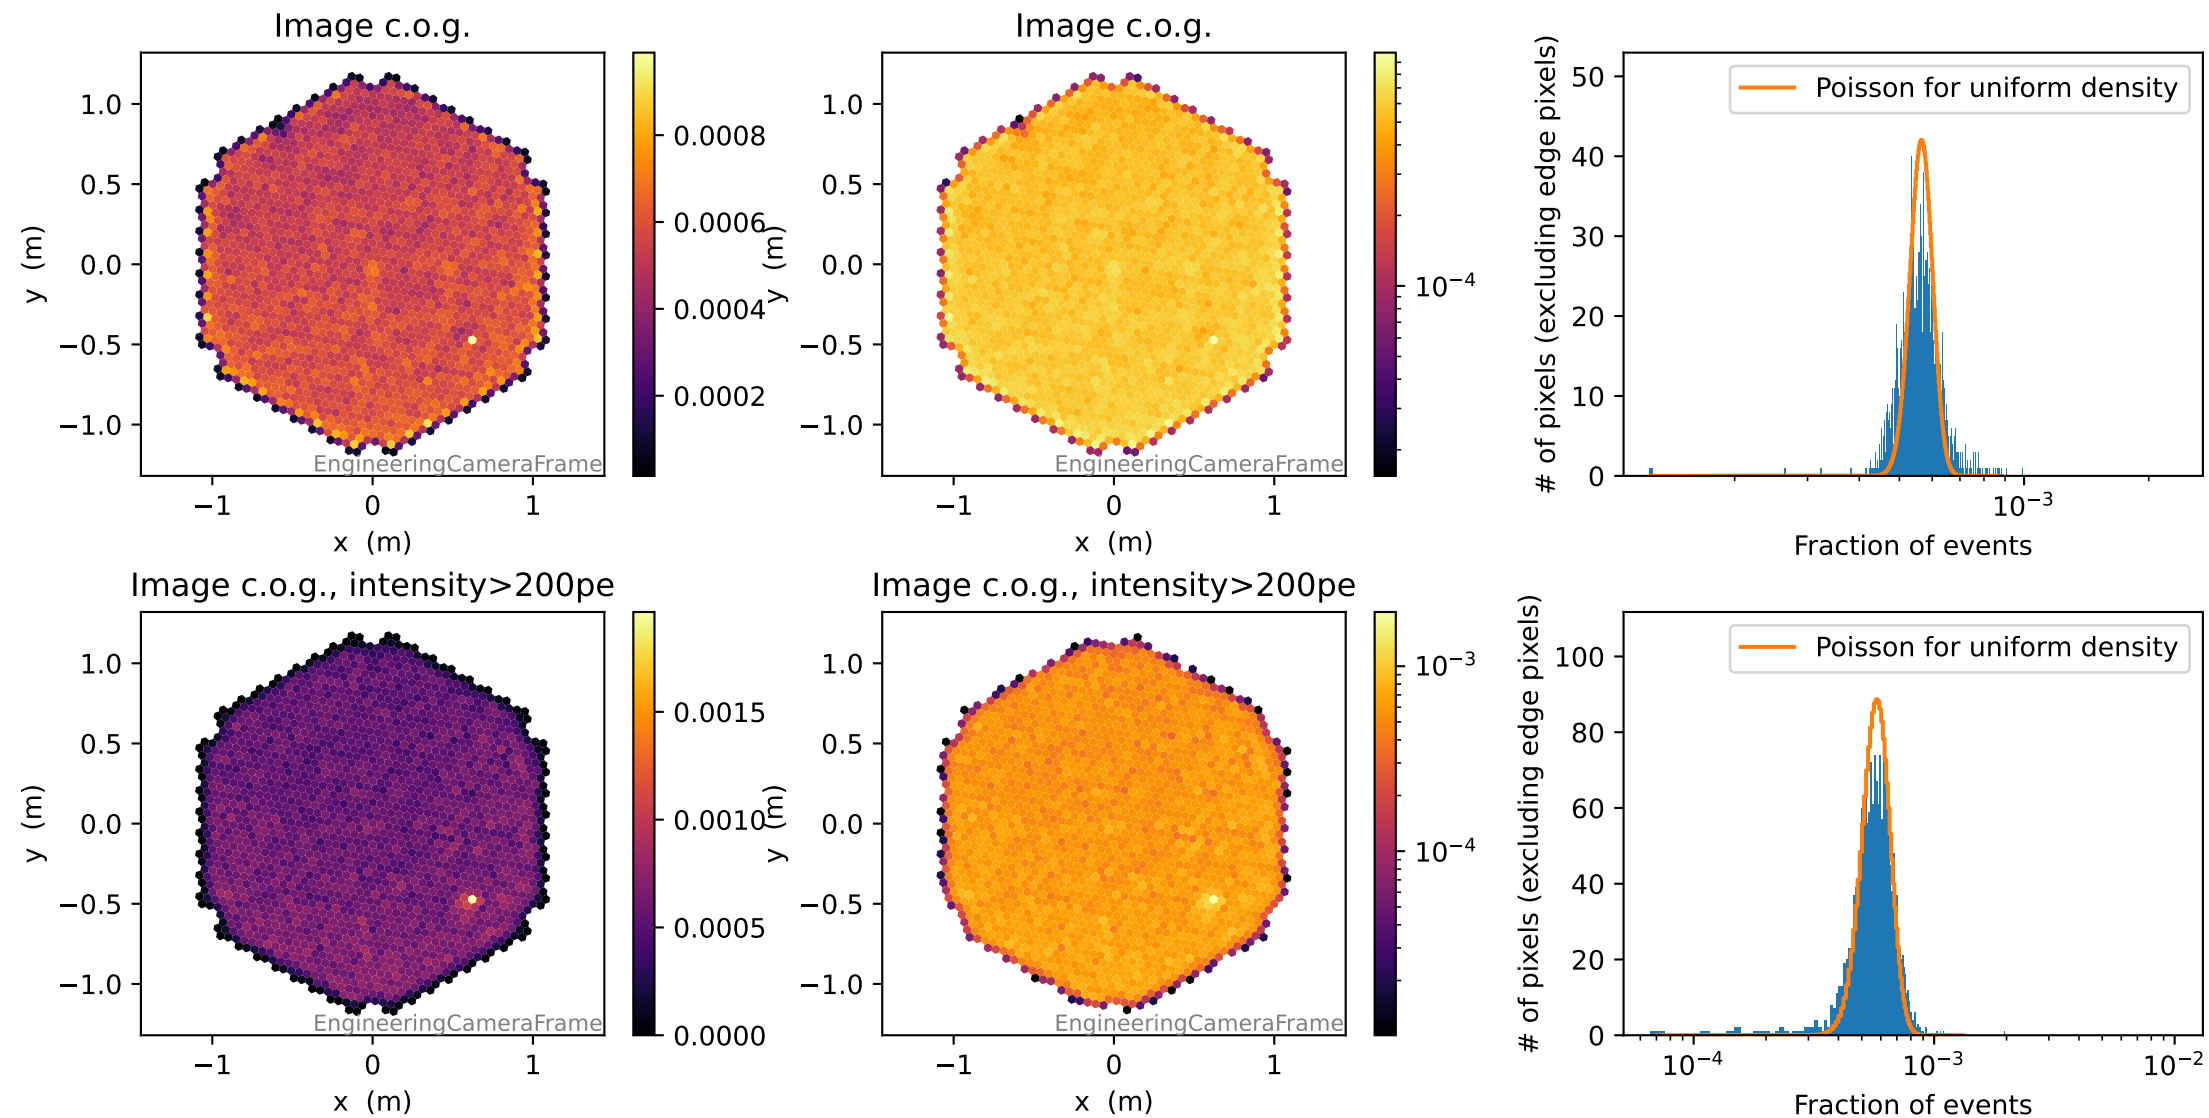 Image c.o.g.
1.0
0.5
0.0
−0.5
−1.0
y (m)
−1
0
1
x (m)
EngineeringCameraFrame
0.0008
0.0006
0.0004
0.0002
Image c.o.g.
1.0
0.5
0.0
−0.5
−1.0
y (m)
−1
0
1
x (m)
EngineeringCameraFrame
10⁻⁴
# of pixels (excluding edge pixels)
50
40
30
20
10
0
Poisson for uniform density
10⁻³
Fraction of events
Image c.o.g., intensity>200pe
1.0
0.5
0.0
−0.5
−1.0
y (m)
−1
0
1
x (m)
EngineeringCameraFrame
0.0015
0.0010
0.0005
0.0000
Image c.o.g., intensity>200pe
1.0
0.5
0.0
−0.5
−1.0
y (m)
−1
0
1
x (m)
EngineeringCameraFrame
10⁻³
10⁻⁴
# of pixels (excluding edge pixels)
100
80
60
40
20
0
Poisson for uniform density
10⁻⁴
10⁻³
10⁻²
Fraction of events